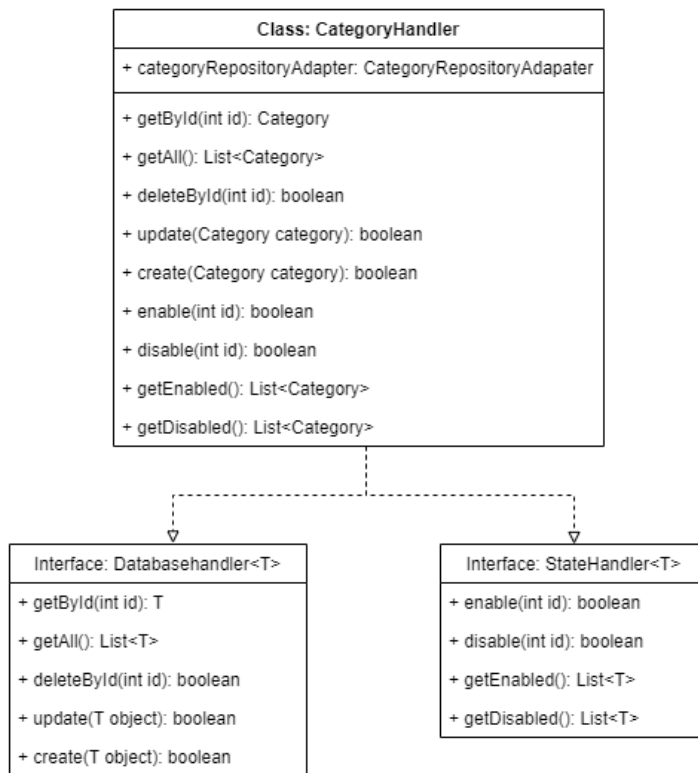 Class: CategoryHandler
+ categoryRepositoryAdapter: CategoryRepositoryAdapater
+ getById(int id): Category
+ getAll(): List<Category>
+ deleteById(int id): boolean
+ update(Category category): boolean
+ create(Category category): boolean
+ enable(int id): boolean
+ disable(int id): boolean
+ getEnabled(): List<Category>
+ getDisabled(): List<Category>
Interface: Databasehandler<T>
+ getById(int id): T
+ getAll(): List<T>
+ deleteById(int id): boolean
+ update(T object): boolean
+ create(T object): boolean
Interface: StateHandler<T>
+ enable(int id): boolean
+ disable(int id): boolean
+ getEnabled(): List<T>
+ getDisabled(): List<T>